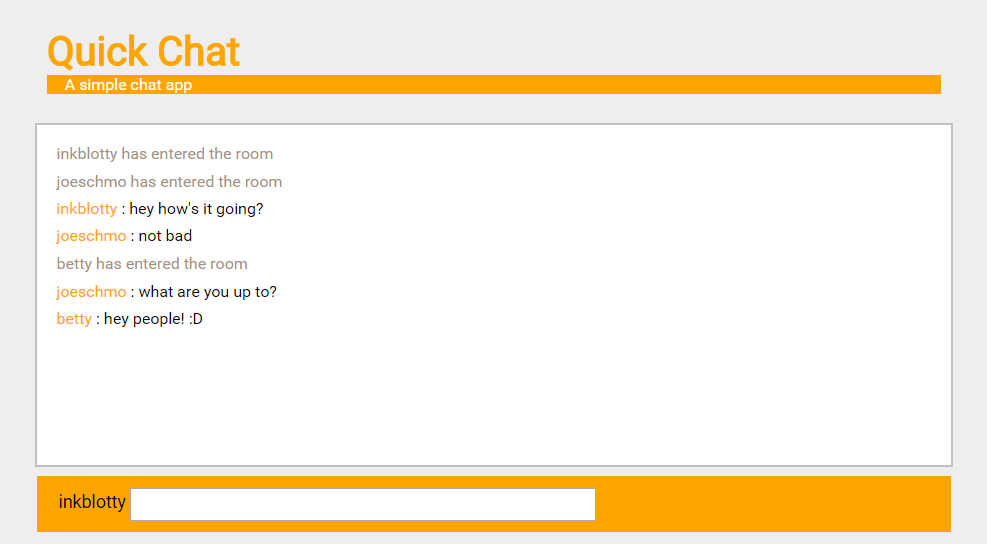 Quick Chat
A simple chat app
inkblotty has entered the room
joeschmo has entered the room
inkblotty : hey how's it going?
joeschmo : not bad
betty has entered the room
joeschmo : what are you up to?
betty : hey people! :D
inkblotty